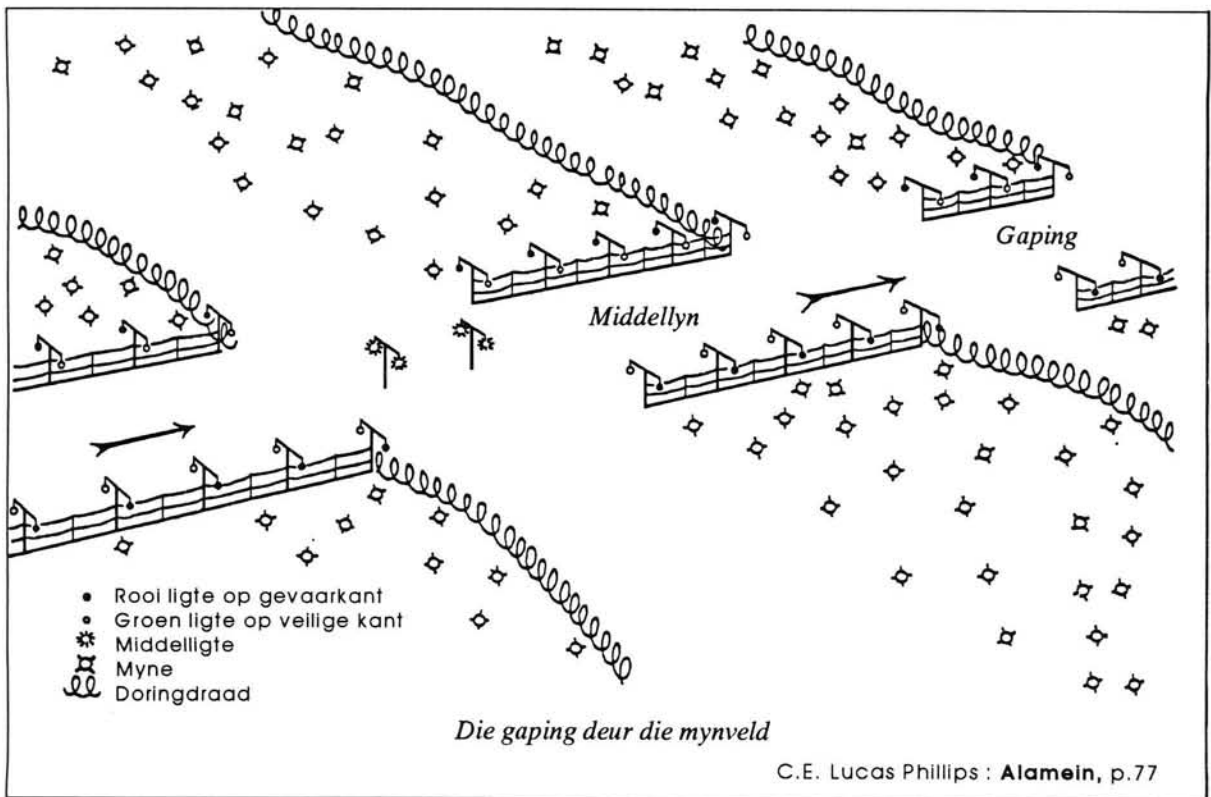 Gaping
Middellyn
Rooi ligte op gevaarkant
Groen ligte op veilige kant
Middelligte
Myne
Doringdraad
Die gaping deur die mynveld
C.E. Lucas Phillips : Alamein, p.77